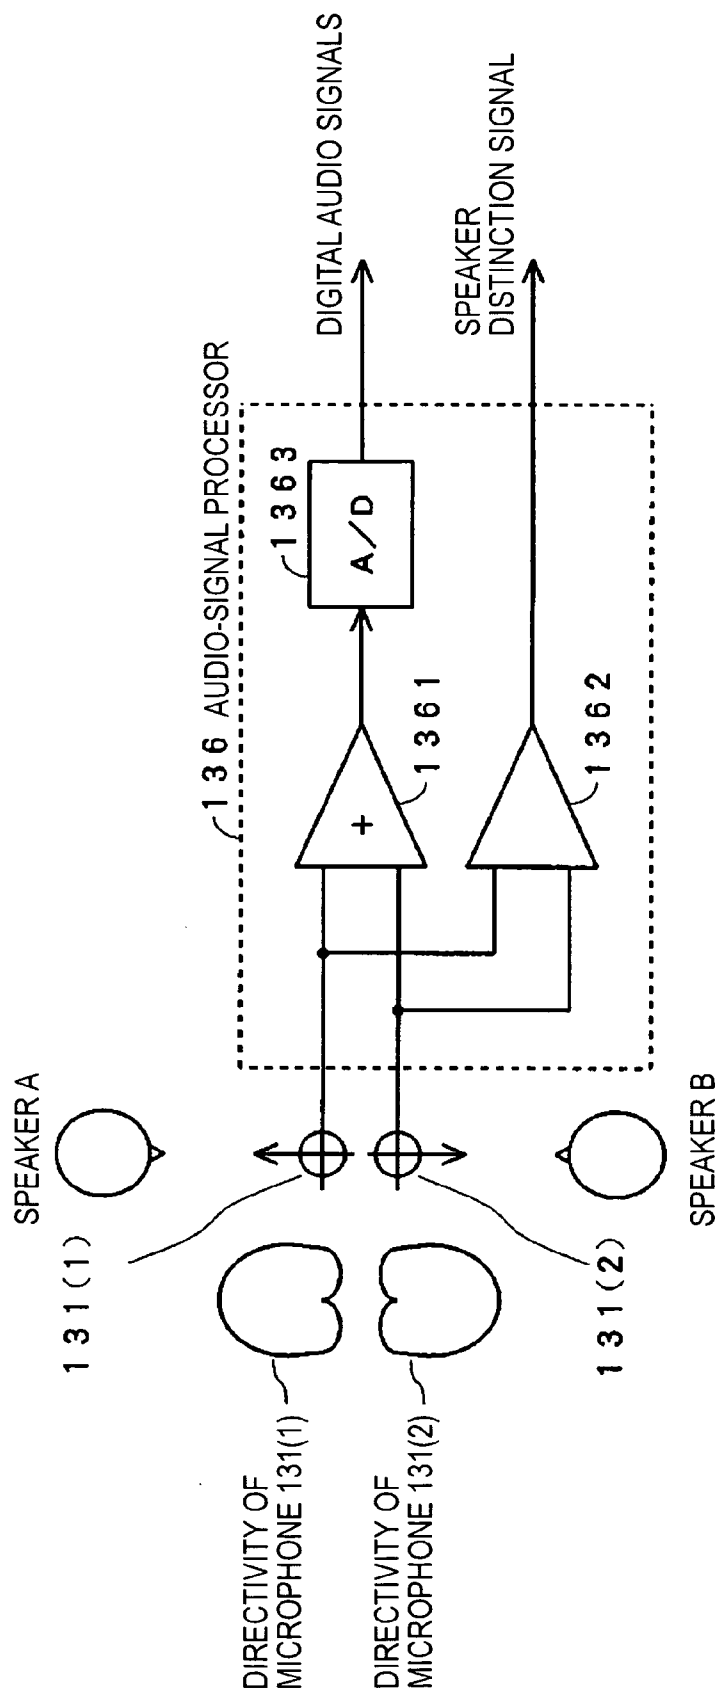 SPEAKER A
131(1)
DIRECTIVITY OF
MICROPHONE 131(1)
DIRECTIVITY OF
MICROPHONE 131(2)
131(2)
SPEAKER B
136 AUDIO-SIGNAL PROCESSOR
+
1361
1362
1363
A/D
DIGITAL AUDIO SIGNALS
SPEAKER
DISTINCTION SIGNAL